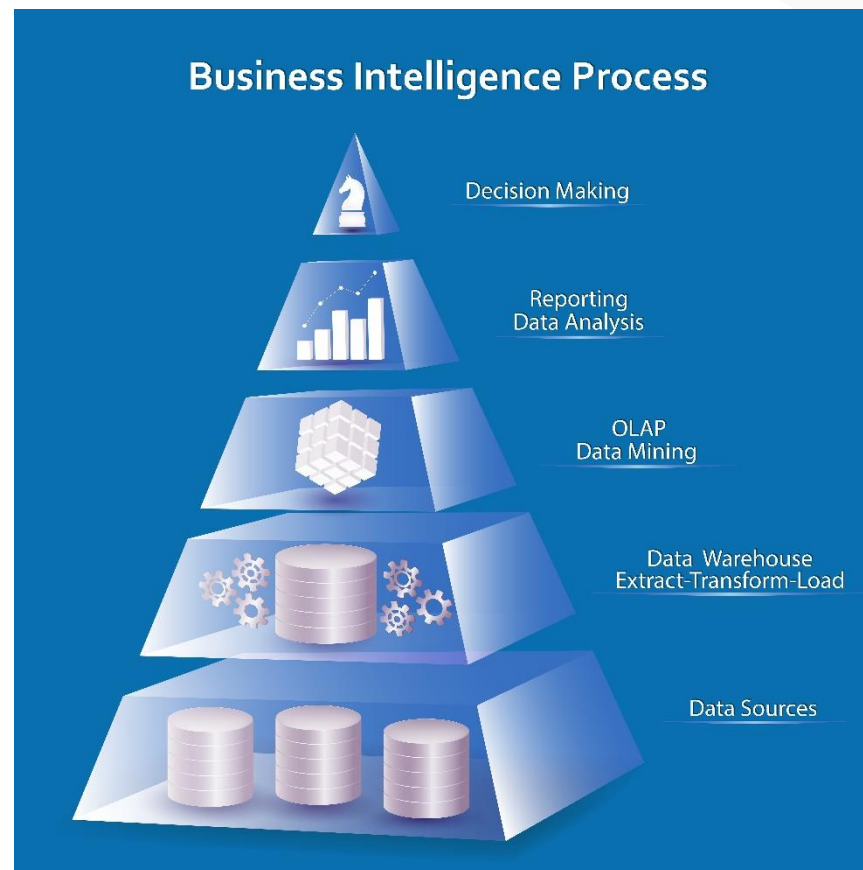 Business Intelligence Process
Decision Making
Reporting
Data Analysis
OLAP
Data Mining
Data Warehouse
Extract-Transform-Load
Data Sources